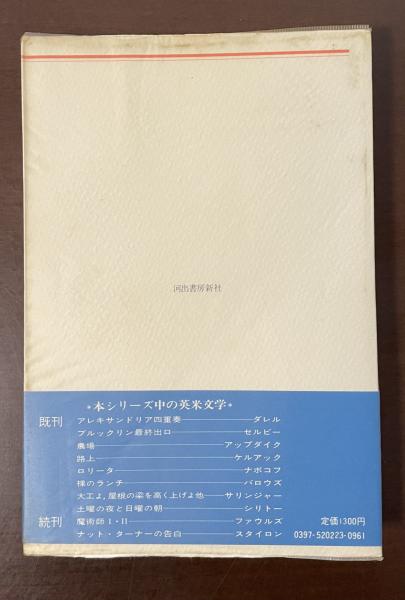 河出書房新社
*本シリーズ中の英米文学*
既刊
アレキサンドリア四重奏 ダレル
ブルックリン最終出口 セルビー
農場 アップダイク
路上 ケルアック
ロリータ ナボコフ
裸のランチ バロウズ
大工よ,屋根の梁を高く上げよ他 サリンジャー
土曜の夜と日曜の朝 シリトー
続刊
魔術師Ⅰ・Ⅱ ファウルズ
ナット・ターナーの告白 スタイロン
定価1300円
0397-520223-0961